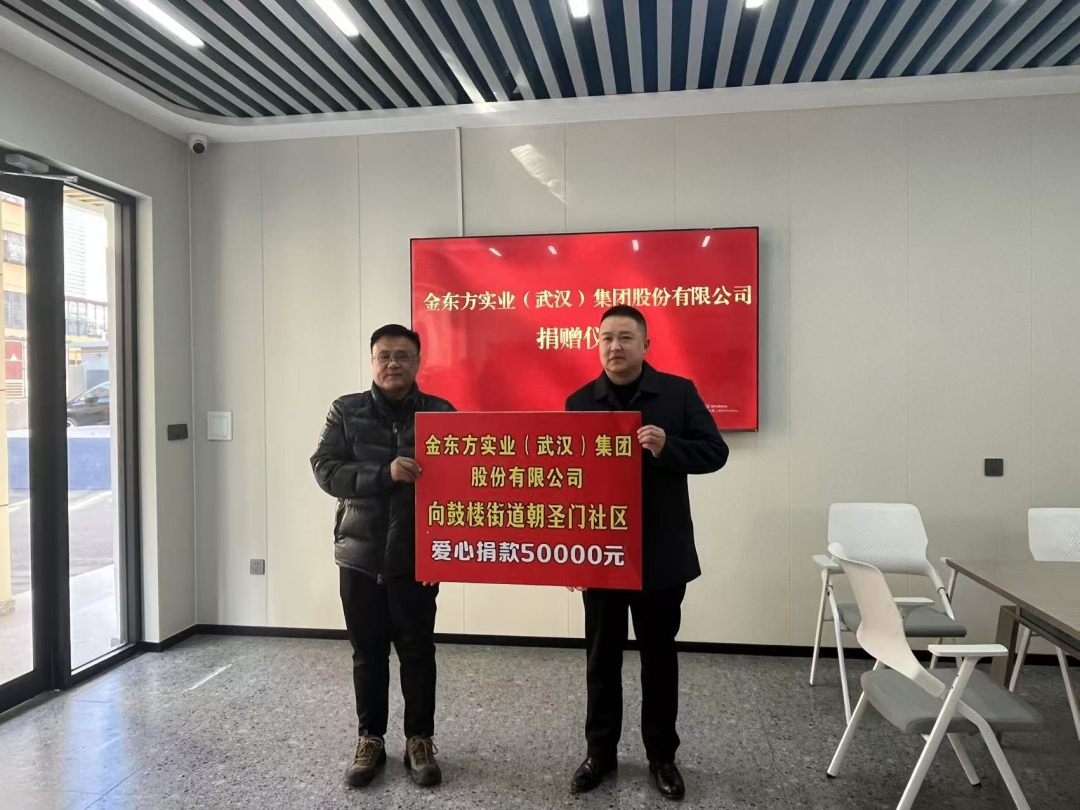 金东方实业（武汉）集团股份有限公司
捐赠仪
金东方实业（武汉）集团
股份有限公司
向鼓楼街道朝圣门社区
爱心捐款50000元